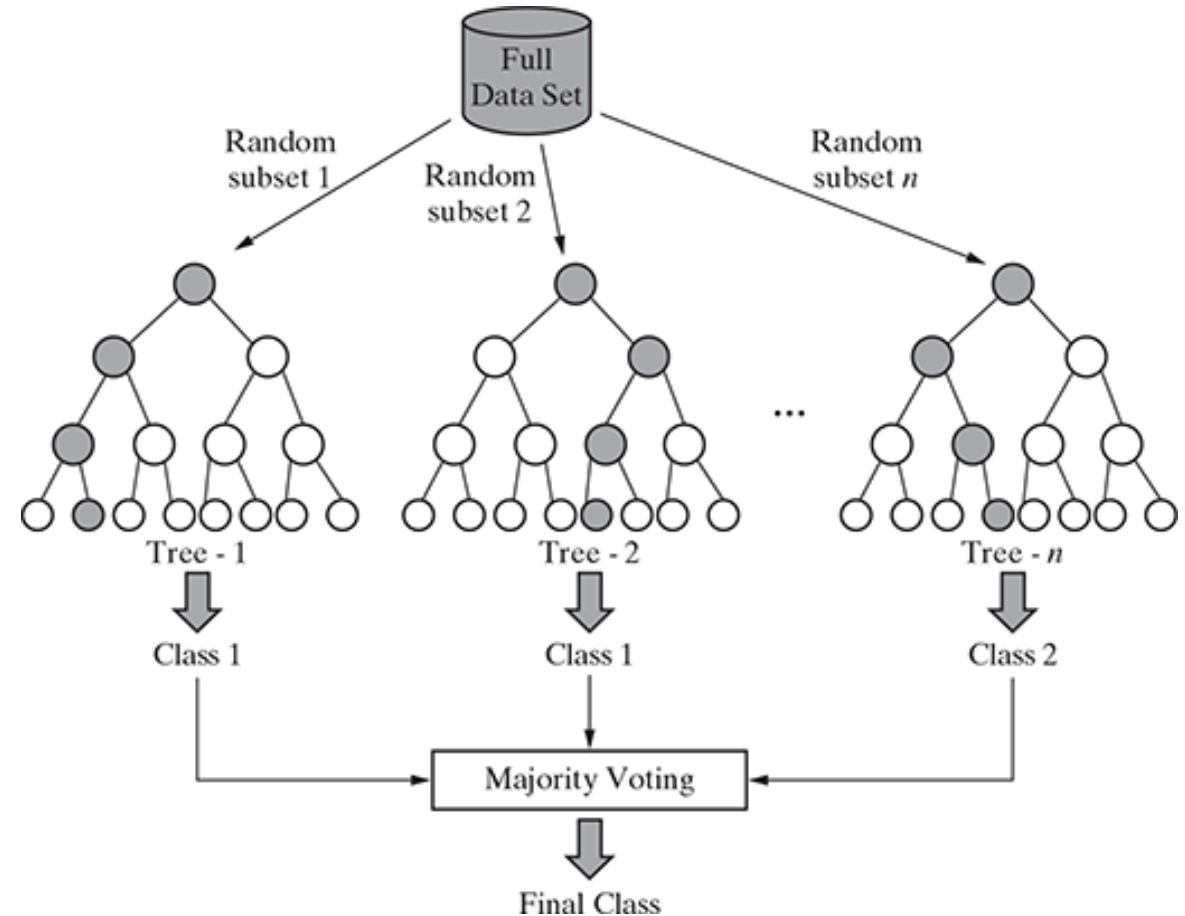 Full
Data Set
Random
subset 1
Random
subset 2
Random
subset n
...
Tree - 1
Tree - 2
Tree - n
Class 1
Class 1
Class 2
Majority Voting
Final Class